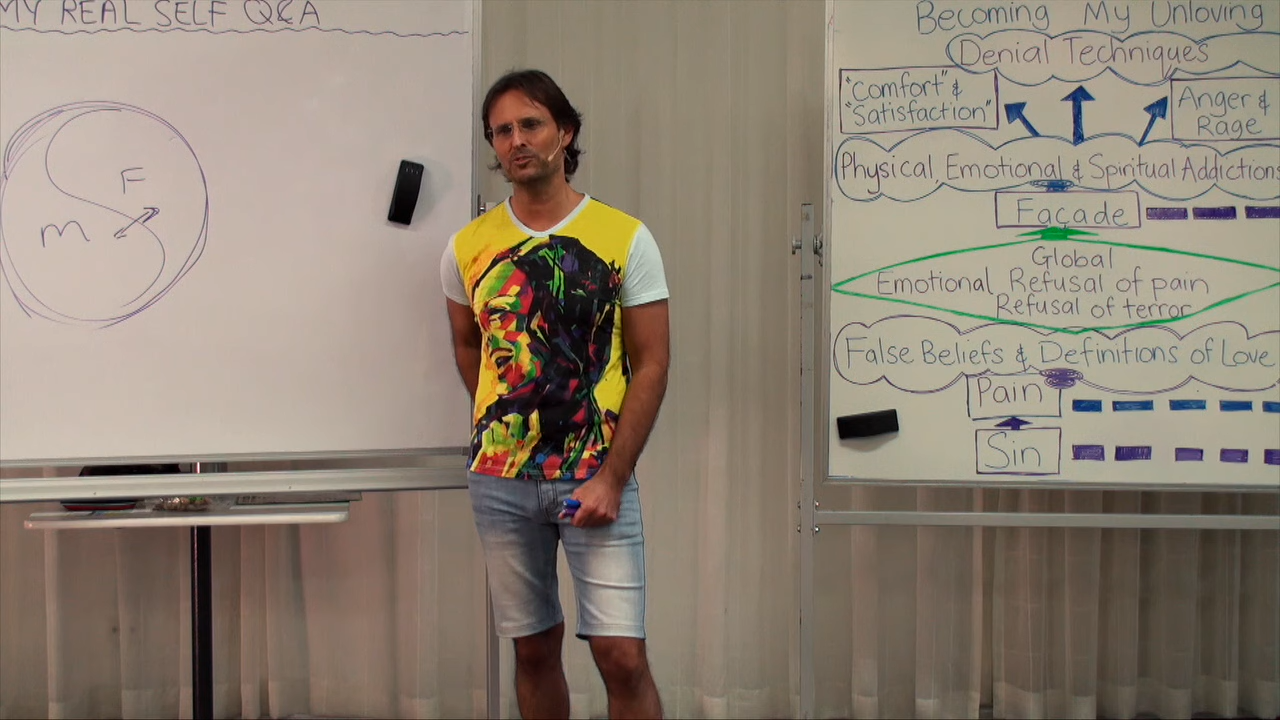 MY REAL SELF Q&A
F
M
Becoming My Unloving
Denial Techniques
"Comfort" &
"Satisfaction"
Anger &
Rage
Physical, Emotional & Spiritual Addictions
Façade
Global
Emotional Refusal of pain
Refusal of terror
False Beliefs & Definitions of Love
Pain
Sin